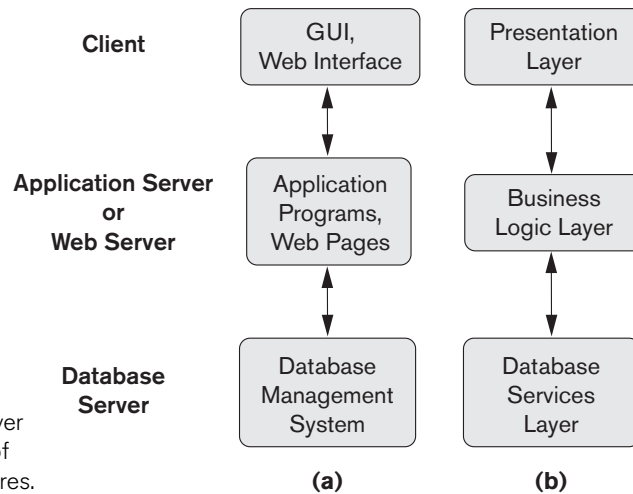 Client
GUI,
Web Interface
Presentation
Layer
Application Server
or
Web Server
Application
Programs,
Web Pages
Business
Logic Layer
Database
Server
Database
Management
System
Database
Services
Layer
of
(a)
(b)